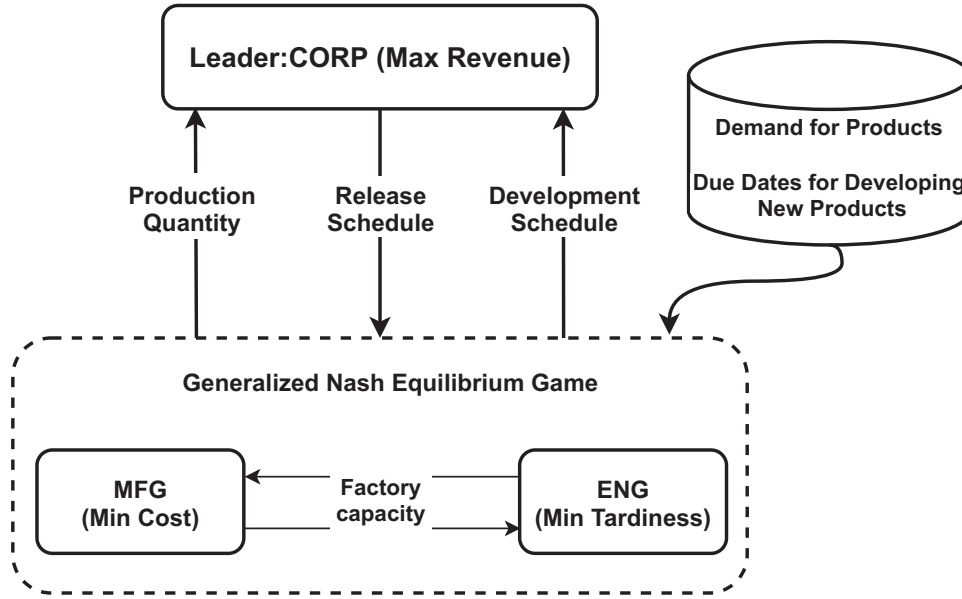 Leader:CORP (Max Revenue)
Demand for Products
Due Dates for Developing
New Products
Production
Quantity
Release
Schedule
Development
Schedule
Generalized Nash Equilibrium Game
MFG
(Min Cost)
Factory
capacity
ENG
(Min Tardiness)